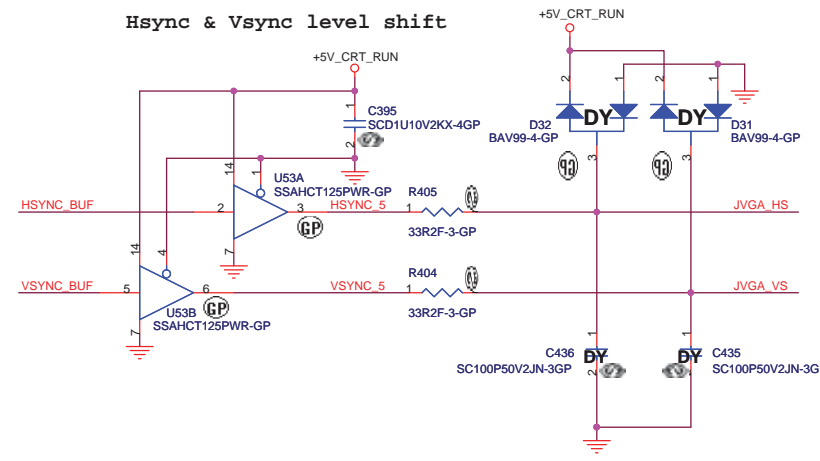 Hsync & Vsync level shift
+5V_CRT_RUN
+5V_CRT_RUN
2
1
2
1
DY
DY
D32
BAV99-4-GP
D31
BAV99-4-GP
3
3
1
C395
SCD1U10V2KX-4GP
2
14
1
U53A
SSAHCT125PWR-GP
HSYNC_BUF
2
3
HSYNC_5
GP
7
R405
1
33R2F-3-GP
JVGA_HS
14
4
VSYNC_BUF
5
6
VSYNC_5
GP
U53B
SSAHCT125PWR-GP
7
R404
1
33R2F-3-GP
JVGA_VS
GP
GP
1
C436
DY
SC100P50V2JN-3GP
2
1
DY
C435
SC100P50V2JN-3G